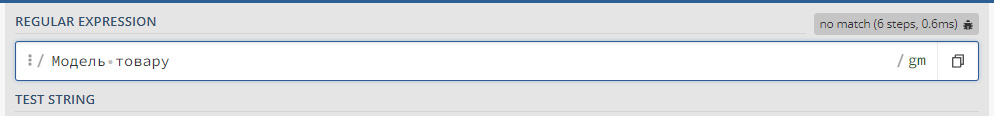 REGULAR EXPRESSION
no match (6 steps, 0.6ms)
/ Модель·товару / gm
TEST STRING